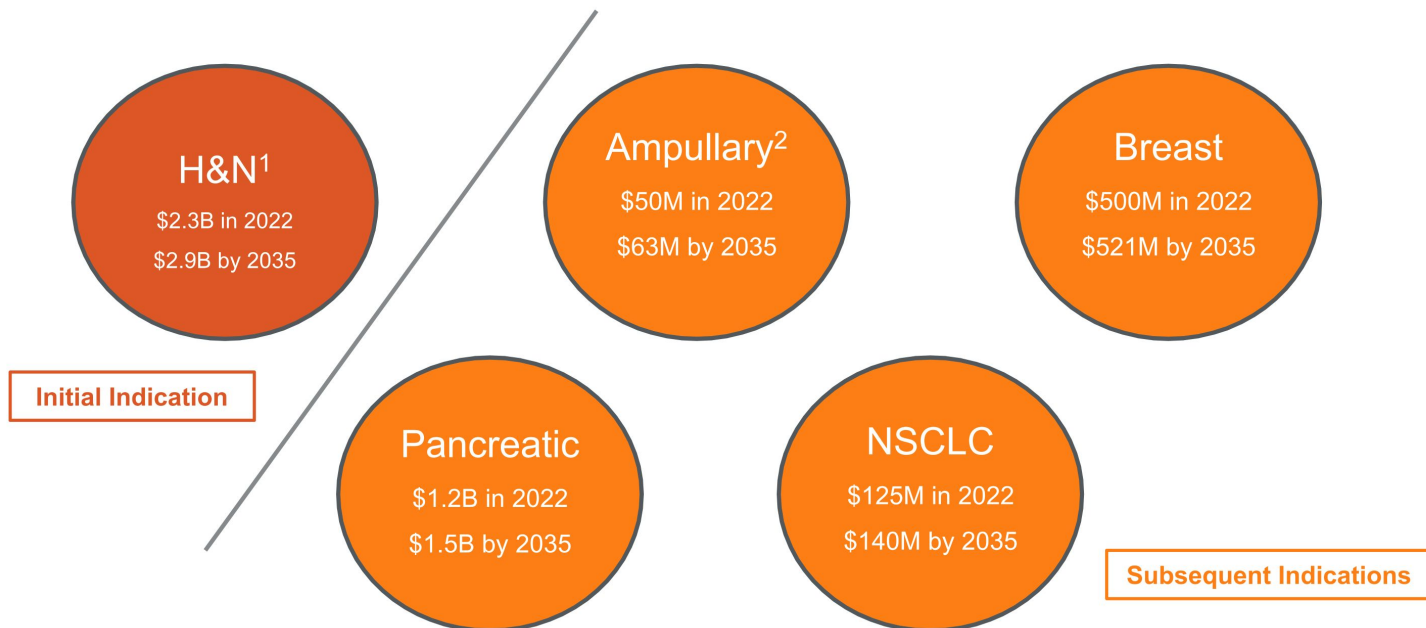 H&N¹
$2.3B in 2022
$2.9B by 2035
Initial Indication
Ampullary²
$50M in 2022
$63M by 2035
Breast
$500M in 2022
$521M by 2035
Pancreatic
$1.2B in 2022
$1.5B by 2035
NSCLC
$125M in 2022
$140M by 2035
Subsequent Indications